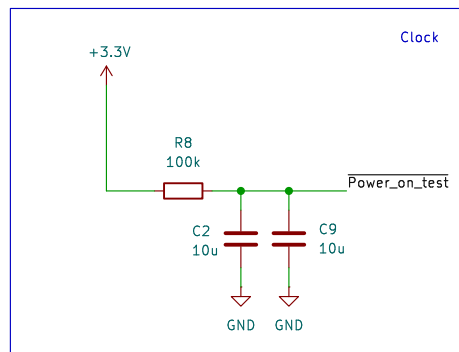 Clock
+3.3V
R8
100k
Power_on_test
C2
10u
C9
10u
GND
GND